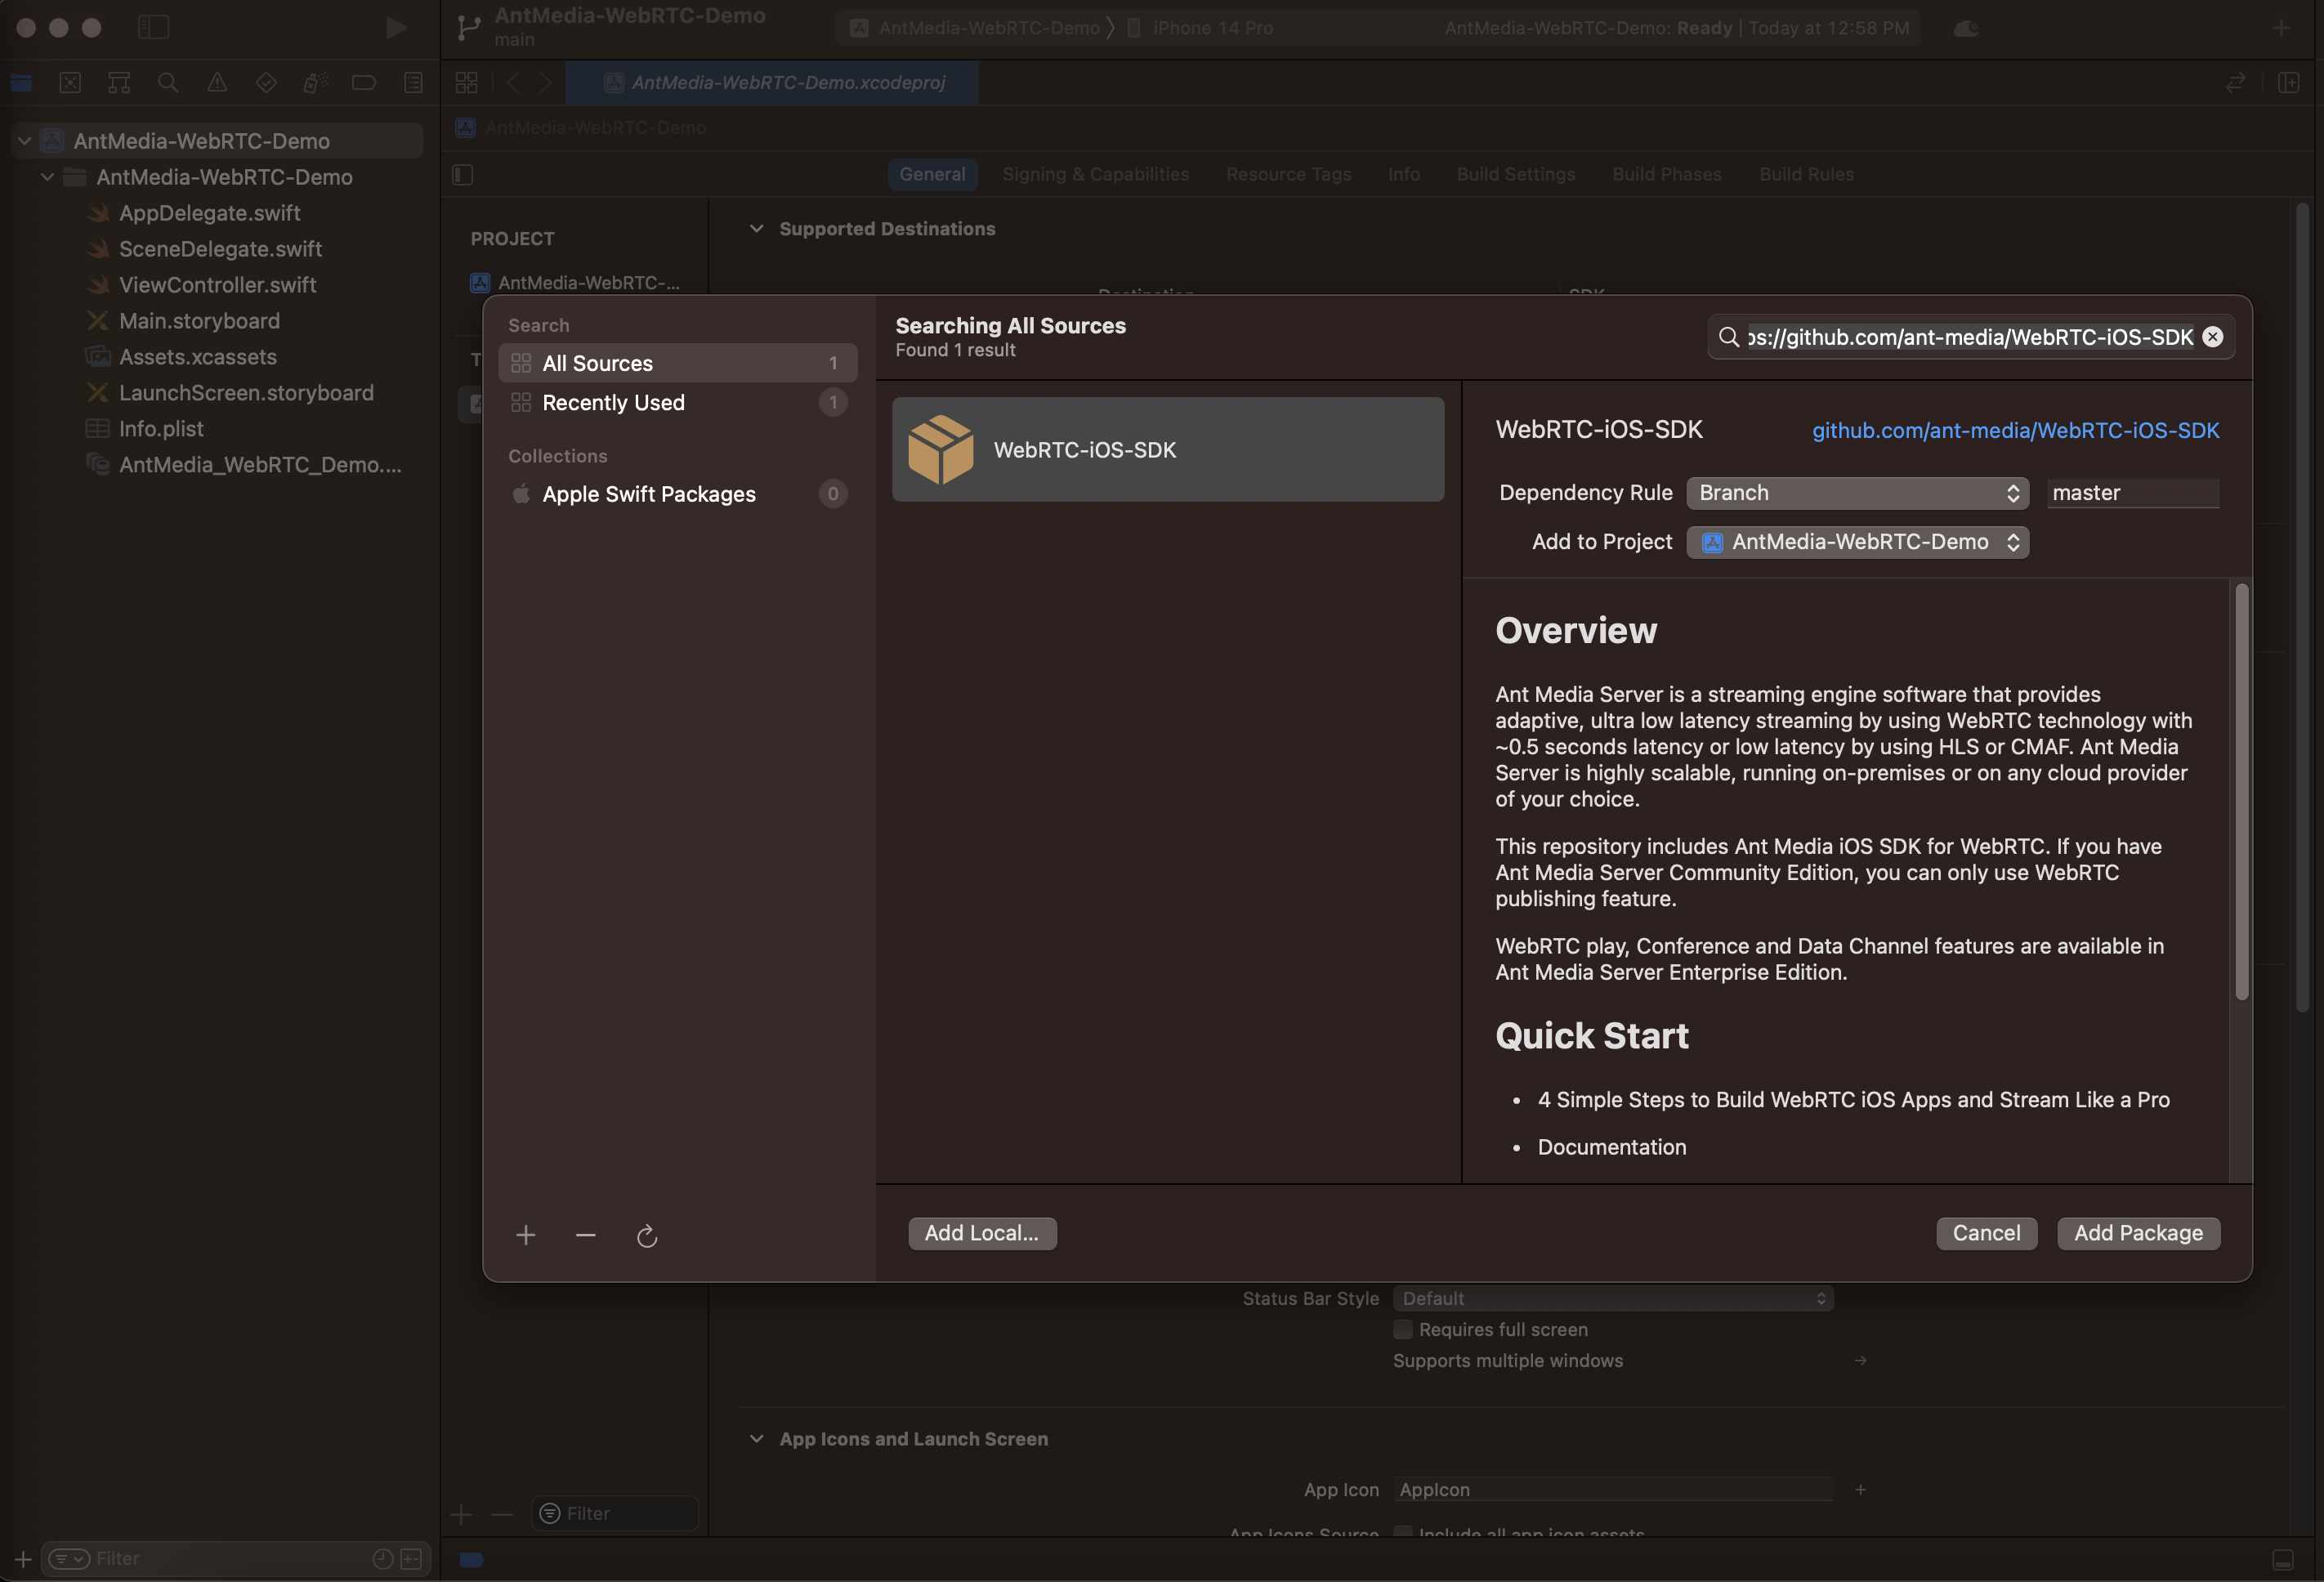 AntMedia-WebRTC-Demo
main
AntMedia-WebRTC-Demo
iPhone 14 Pro
AntMedia-WebRTC-Demo: Ready | Today at 12:58 PM
AntMedia-WebRTC-Demo.xcodeproj
AntMedia-WebRTC-Demo
General
Signing & Capabilities
Resource Tags
Info
Build Settings
Build Phases
Build Rules
AntMedia-WebRTC-Demo
AntMedia-WebRTC-Demo
AppDelegate.swift
SceneDelegate.swift
ViewController.swift
Main.storyboard
Assets.xcassets
LaunchScreen.storyboard
Info.plist
AntMedia_WebRTC_Demo....
Filter
PROJECT
AntMedia-WebRTC-...
T
Filter
Supported Destinations
Destination
SDK
Search
All Sources 1
Recently Used 1
Collections
Apple Swift Packages 0
Searching All Sources
Found 1 result
ps://github.com/ant-media/WebRTC-iOS-SDK
WebRTC-iOS-SDK
WebRTC-iOS-SDK
github.com/ant-media/WebRTC-iOS-SDK
Dependency Rule Branch master
Add to Project AntMedia-WebRTC-Demo
Overview
Ant Media Server is a streaming engine software that provides
adaptive, ultra low latency streaming by using WebRTC technology with
~0.5 seconds latency or low latency by using HLS or CMAF. Ant Media
Server is highly scalable, running on-premises or on any cloud provider
of your choice.
This repository includes Ant Media iOS SDK for WebRTC. If you have
Ant Media Server Community Edition, you can only use WebRTC
publishing feature.
WebRTC play, Conference and Data Channel features are available in
Ant Media Server Enterprise Edition.
Quick Start
• 4 Simple Steps to Build WebRTC iOS Apps and Stream Like a Pro
• Documentation
Add Local...
Cancel
Add Package
Status Bar Style Default
Requires full screen
Supports multiple windows
App Icons and Launch Screen
App Icon AppIcon
App Icons Source Include all app icon assets